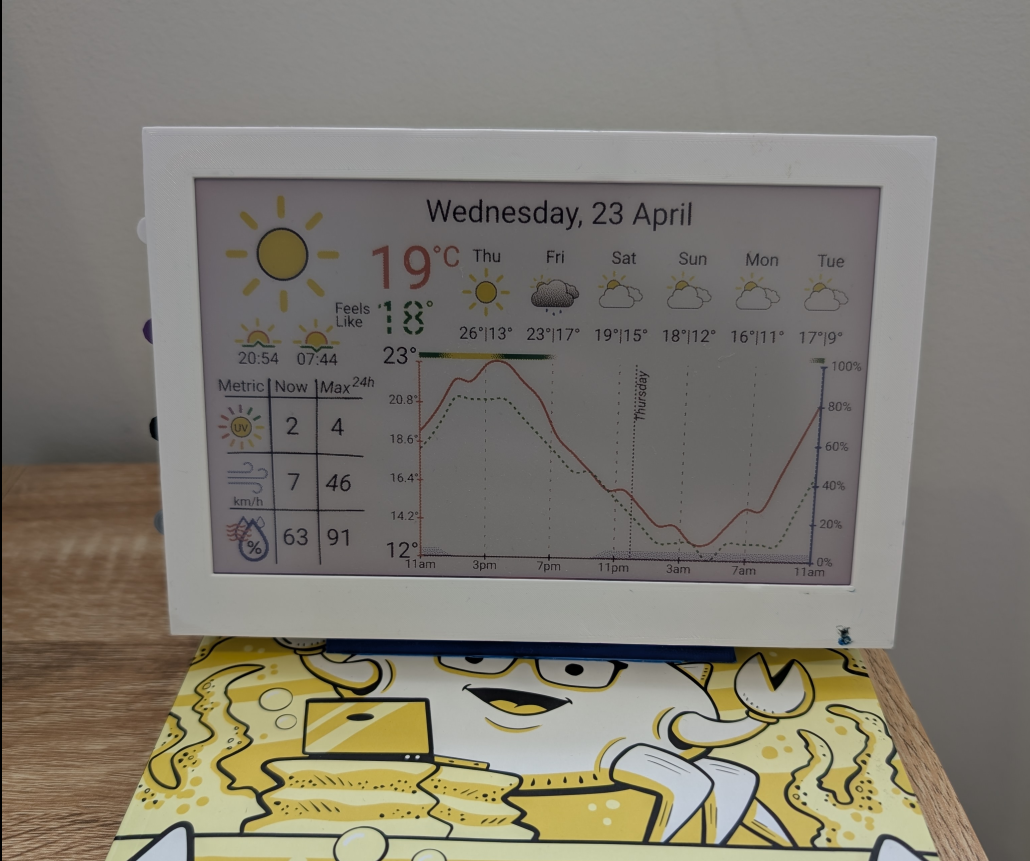 Wednesday, 23 April
19°C
Feels
Like
18°
Thu
Fri
Sat
Sun
Mon
Tue
26°|13°
23°|17°
19°|15°
18°|12°
16°|11°
17°|9°
20:54
07:44
Metric
Now
Max 24h
UV
2
4
km/h
7
46
%
63
91
23°
20.8°
18.6°
16.4°
14.2°
12°
Thursday
100%
80%
60%
40%
20%
0%
11am
3pm
7pm
11pm
3am
7am
11am